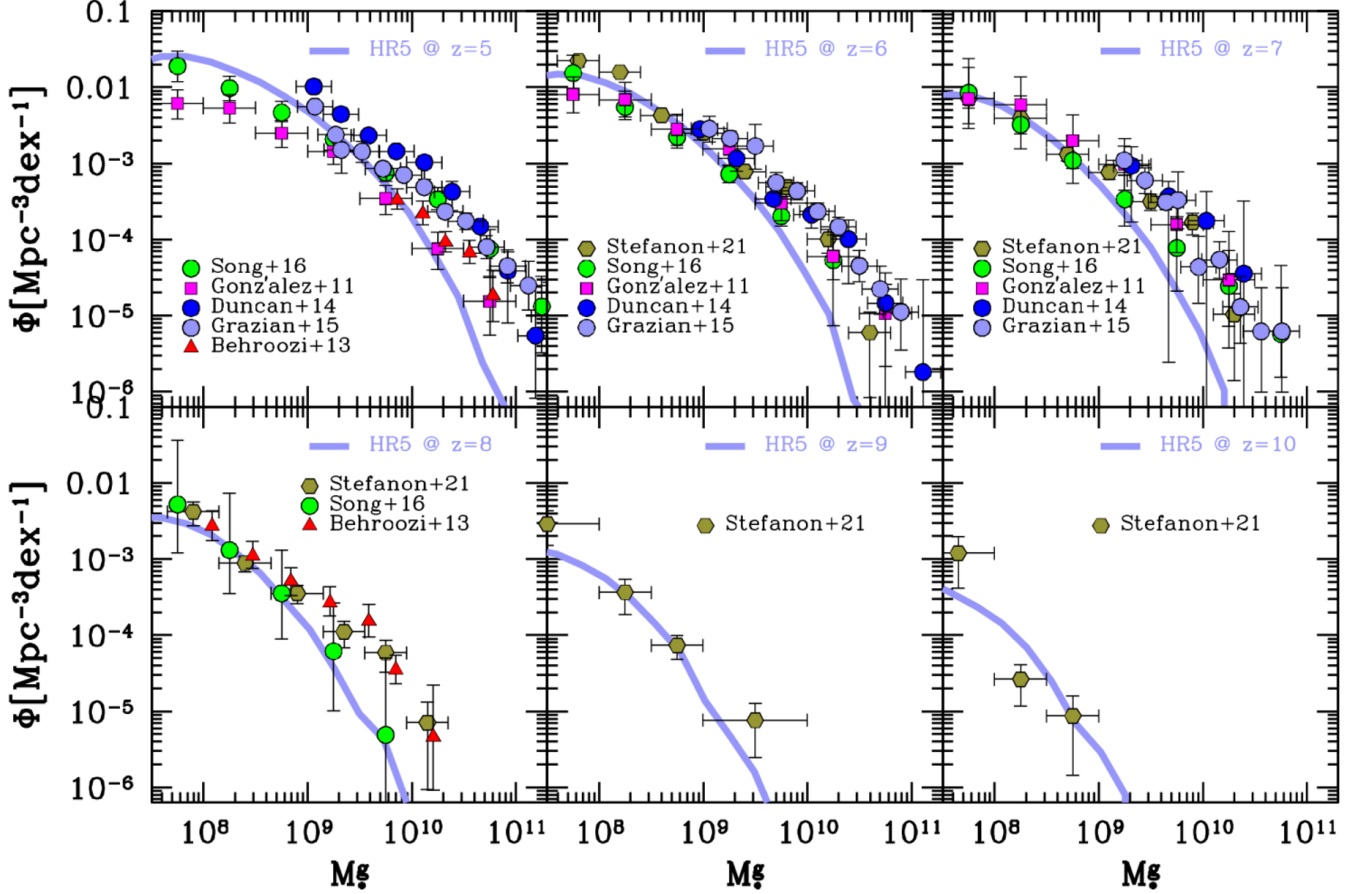 0.1
0.01
10⁻³
10⁻⁴
10⁻⁵
10⁻⁶
Φ[Mpc⁻³dex⁻¹]
HR5 @ z=5
Song+16
Gonz'alez+11
Duncan+14
Grazian+15
Behroozi+13
HR5 @ z=6
Stefanon+21
Song+16
Gonz'alez+11
Duncan+14
Grazian+15
HR5 @ z=7
Stefanon+21
Song+16
Gonz'alez+11
Duncan+14
Grazian+15
0.1
0.01
10⁻³
10⁻⁴
10⁻⁵
10⁻⁶
Φ[Mpc⁻³dex⁻¹]
HR5 @ z=8
Stefanon+21
Song+16
Behroozi+13
HR5 @ z=9
Stefanon+21
HR5 @ z=10
Stefanon+21
10⁸ 10⁹ 10¹⁰ 10¹¹ 10⁸ 10⁹ 10¹⁰ 10⁸ 10⁹ 10¹⁰ 10¹¹
M⁎ᵍ M⁎ᵍ M⁎ᵍ